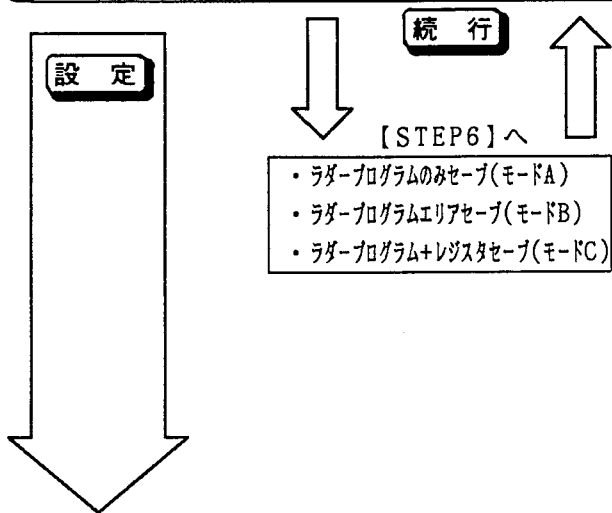 続 行
設 定
【STEP6】へ
・ラダープログラムのみセーブ(モードA)
・ラダープログラムエリアセーブ(モードB)
・ラダープログラム+レジスタセーブ(モードC)